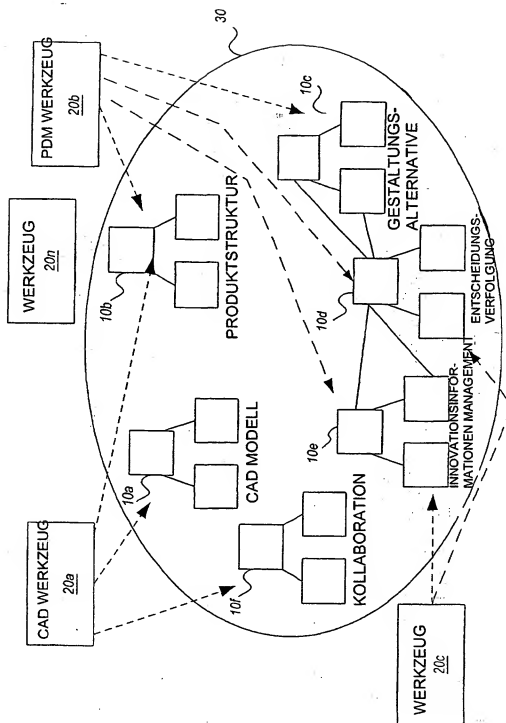 CAD WERKZEUG
20a
WERKZEUG
20n
PDM WERKZEUG
20b
30
10a
CAD MODELL
10b
PRODUKTSTRUKTUR
10c
GESTALTUNGS-
ALTERNATIVE
10f
KOLLABORATION
10e
INNOVATIONSINFOR-
MATIONEN MANAGEMENT
10d
ENTSCHEIDUNGS-
VERFOLGUNG
WERKZEUG
20c